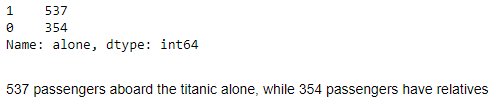 1    537
0    354
Name: alone, dtype: int64
537 passengers aboard the titanic alone, while 354 passengers have relatives